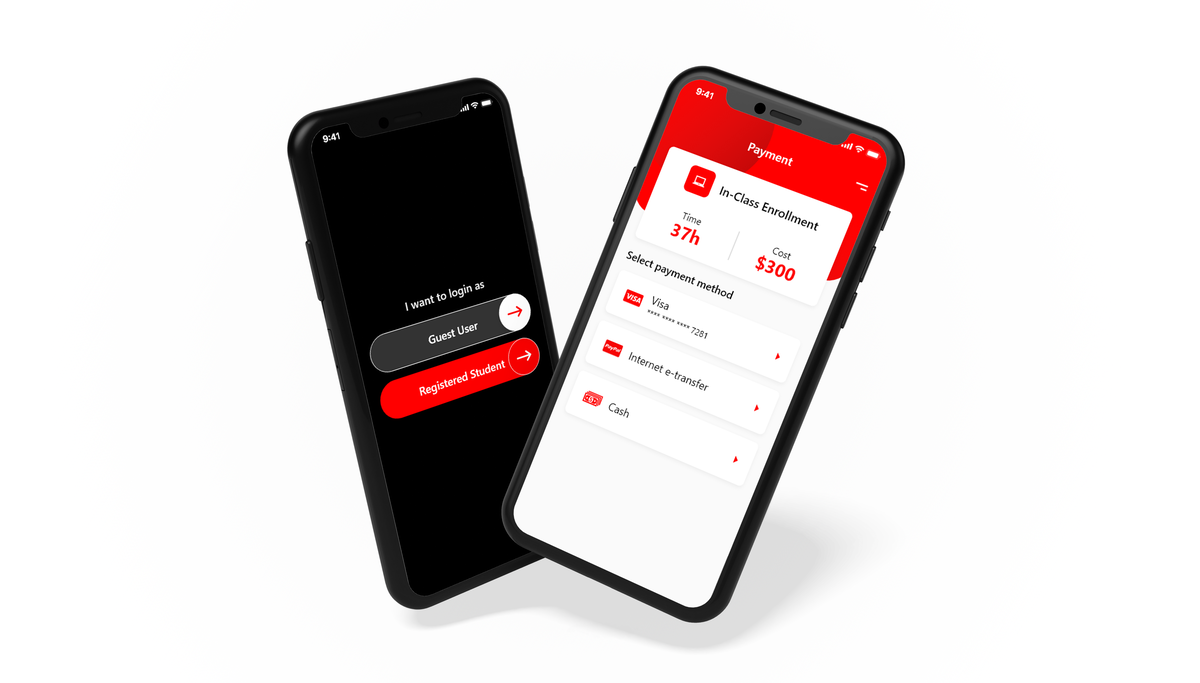 9:41
I want to login as
Guest User
Registered Student
9:41
Payment
In-Class Enrollment
Time
37h
Cost
$300
Select payment method
VISA
Visa
**** **** **** 7281
PayPal
Internet e-transfer
Cash